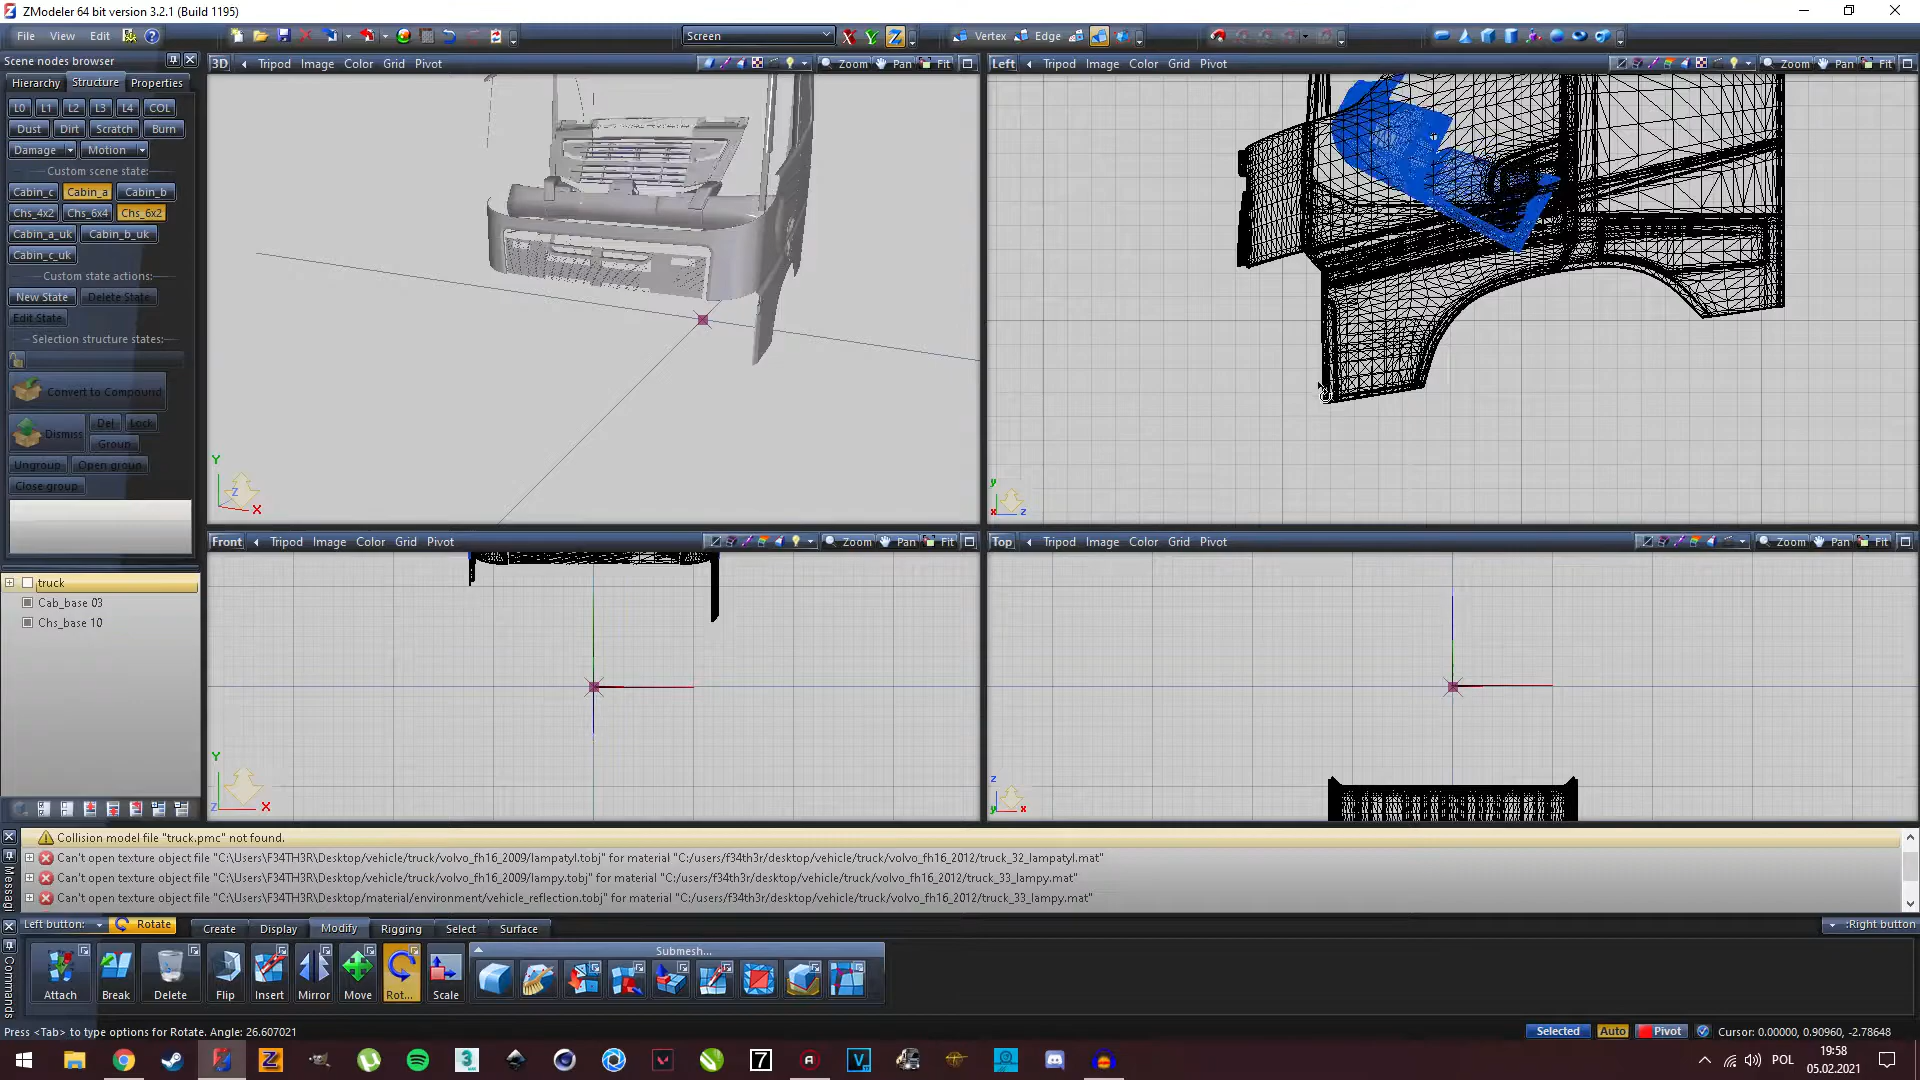 ZModeler 64 bit version 3.2.1 (Build 1195)
File View Edit
Screen
Vertex Edge
Scene nodes browser
Hierarchy Structure Properties
L0 L1 L2 L3 L4 COL
Dust Dirt Scratch Burn
Damage Motion
Custom scene state:
Cabin_c Cabin_a Cabin_b
Chs_4x2 Chs_6x4 Chs_6x2
Cabin_a_uk Cabin_b_uk
Cabin_c_uk
Custom state actions:
New State Delete State
Edit State
Selection structure states:
Convert to Compound
Dismiss Del Lock
Group
Ungroup Open group
Close group
truck
Cab_base 03
Chs_base 10
3D Tripod Image Color Grid Pivot Zoom Pan Fit
Y
Z
X
Left Tripod Image Color Grid Pivot Zoom Pan Fit
y
x z
Front Tripod Image Color Grid Pivot Zoom Pan Fit
Y
Z X
Top Tripod Image Color Grid Pivot Zoom Pan Fit
z
y x
Messagi
Collision model file "truck.pmc" not found.
Can't open texture object file "C:\Users\F34TH3R\Desktop/vehicle/truck/volvo_fh16_2009/lampatyl.tobj" for material "C:/users/f34th3r/desktop/vehicle/truck/volvo_fh16_2012/truck_32_lampatyl.mat"
Can't open texture object file "C:\Users\F34TH3R\Desktop/vehicle/truck/volvo_fh16_2009/lampy.tobj" for material "C:/users/f34th3r/desktop/vehicle/truck/volvo_fh16_2012/truck_33_lampy.mat"
Can't open texture object file "C:\Users\F34TH3R\Desktop/material/environment/vehicle_reflection.tobj" for material "C:/users/f34th3r/desktop/vehicle/truck/volvo_fh16_2012/truck_33_lampy.mat"
Left button: Rotate Create Display Modify Rigging Select Surface :Right button
Commands
Submesh...
Attach Break Delete Flip Insert Mirror Move Rot... Scale
Press <Tab> to type options for Rotate. Angle: 26.607021
Selected Auto Pivot Cursor: 0.00000, 0.90960, -2.78648
POL
19:58
05.02.2021